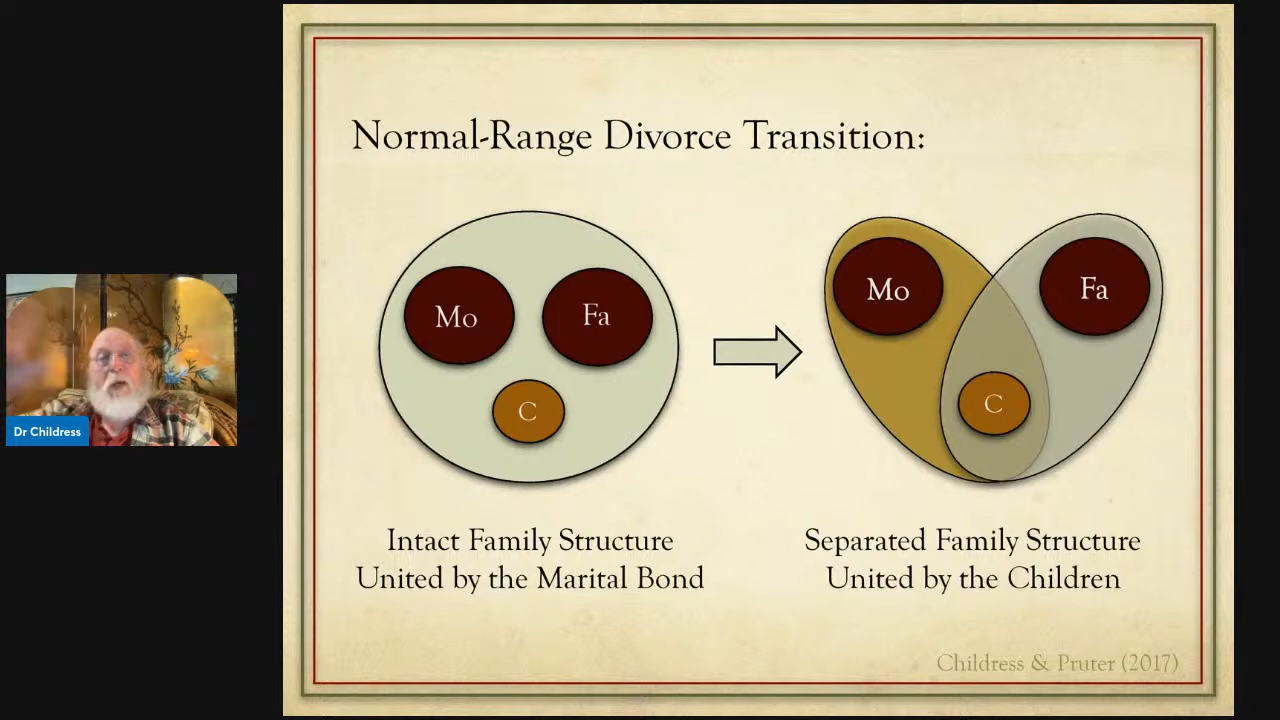 Normal-Range Divorce Transition:
Mo
Fa
C
Mo
Fa
C
Intact Family Structure
United by the Marital Bond
Separated Family Structure
United by the Children
Childress & Pruter (2017)
Dr Childress